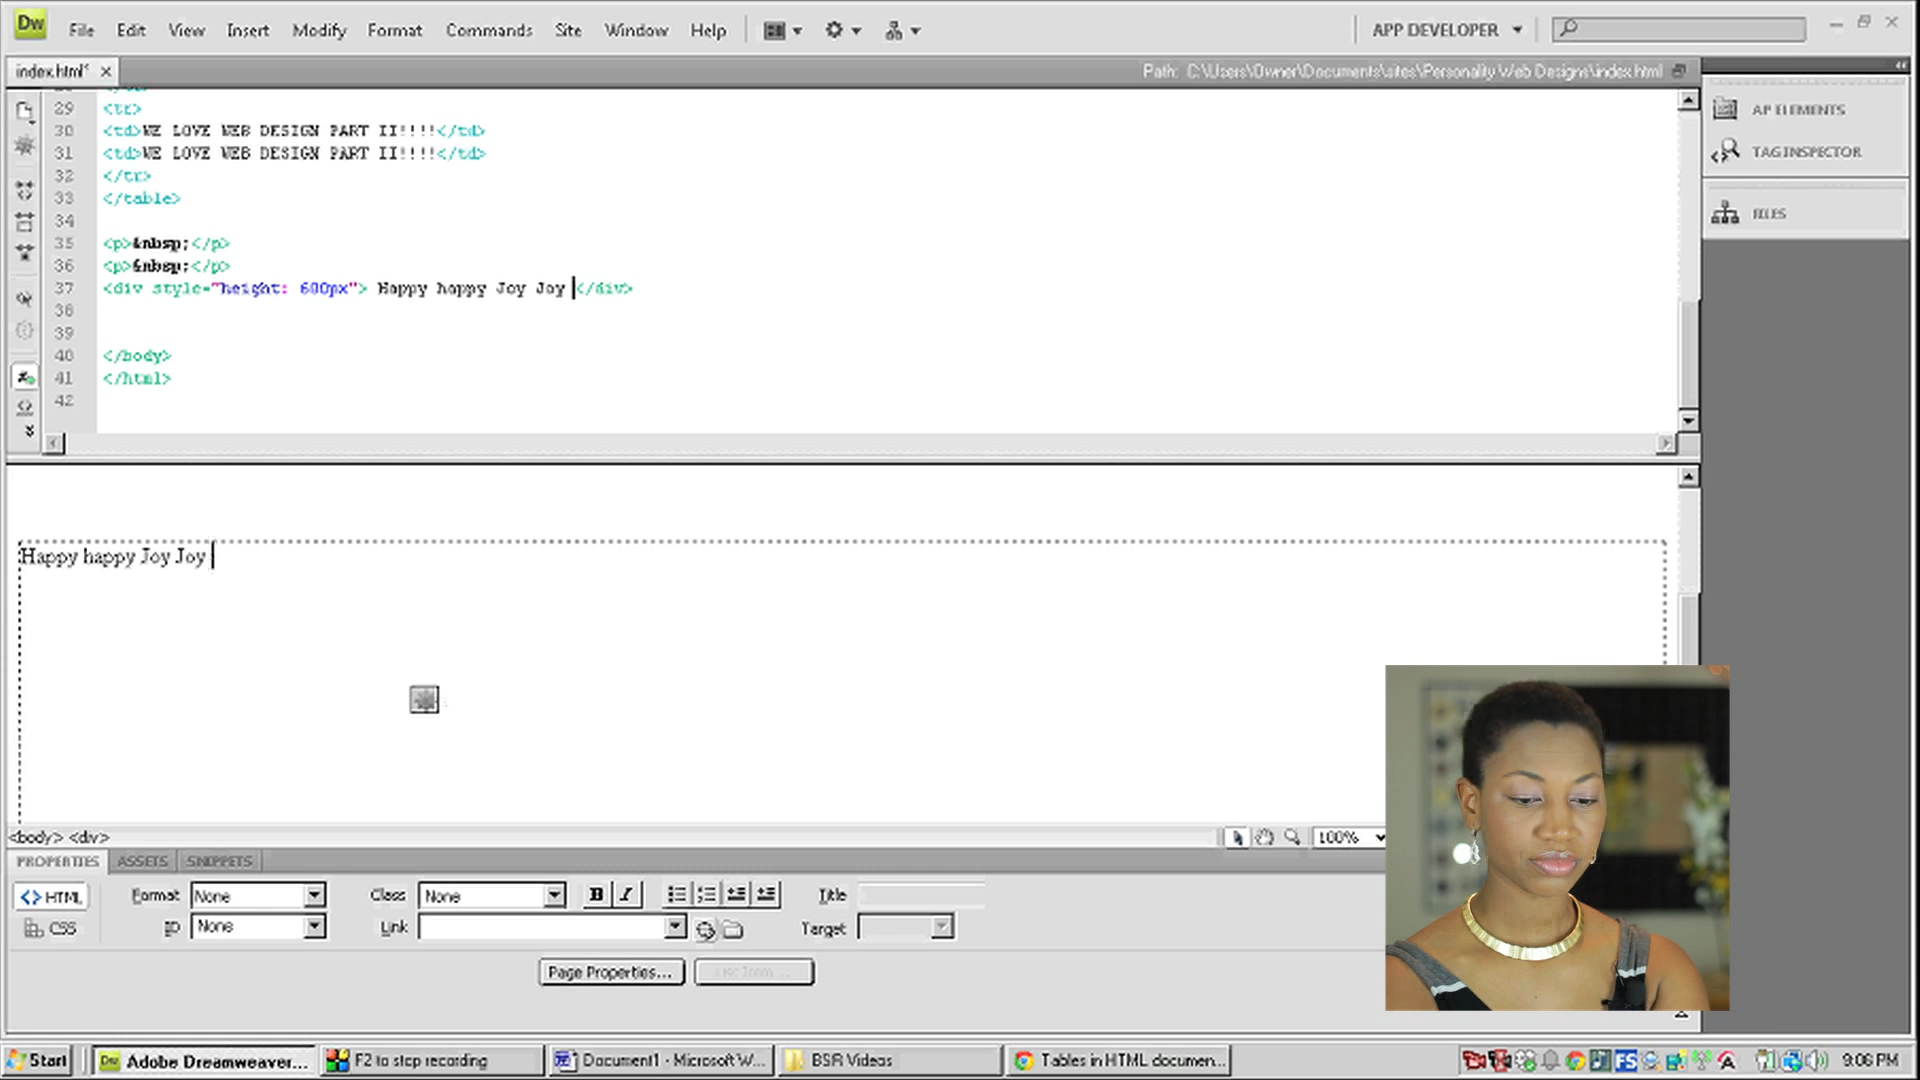 Dw File Edit View Insert Modify Format Commands Site Window Help APP DEVELOPER
index.html* Path: C:\Users\Owner\Documents\sites\Personality Web Designs\index.html
29 <tr>
30 <td>WE LOVE WEB DESIGN PART II!!!!</td>
31 <td>WE LOVE WEB DESIGN PART II!!!!</td>
32 </tr>
33 </table>
34
35 <p>&nbsp;</p>
36 <p>&nbsp;</p>
37 <div style="height: 600px"> Happy happy Joy Joy </div>
38
39
40 </body>
41 </html>
42
AP ELEMENTS
TAG INSPECTOR
FILES
Happy happy Joy Joy
<body> <div> 100%
PROPERTIES ASSETS SNIPPETS
<> HTML Format None Class None B I Title
CSS ID None Link Target
Page Properties...
Start Adobe Dreamweaver... F2 to stop recording Document1 - Microsoft W... BSR Videos Tables in HTML documen... FS 9:06 PM